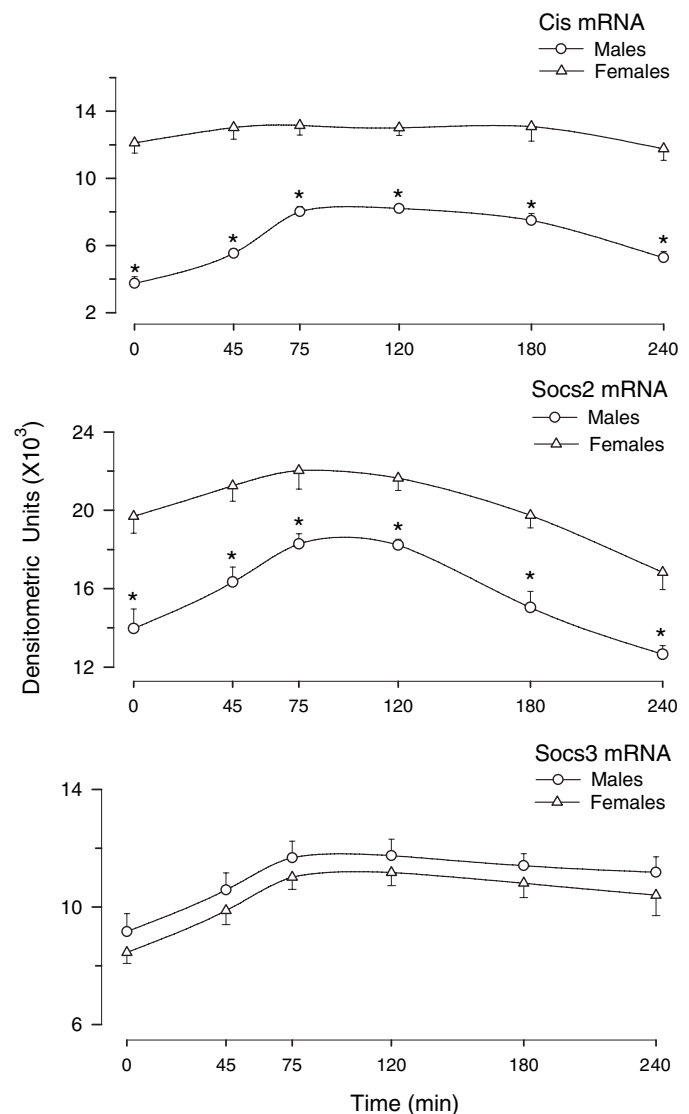 Cis mRNA
Males
Females
14
10
6
2
* * * * * *
0 45 75 120 180 240
Socs2 mRNA
Males
Females
24
20
16
12
* * * * * *
0 45 75 120 180 240
Densitometric Units (X10³)
Socs3 mRNA
Males
Females
14
10
6
0 45 75 120 180 240
Time (min)